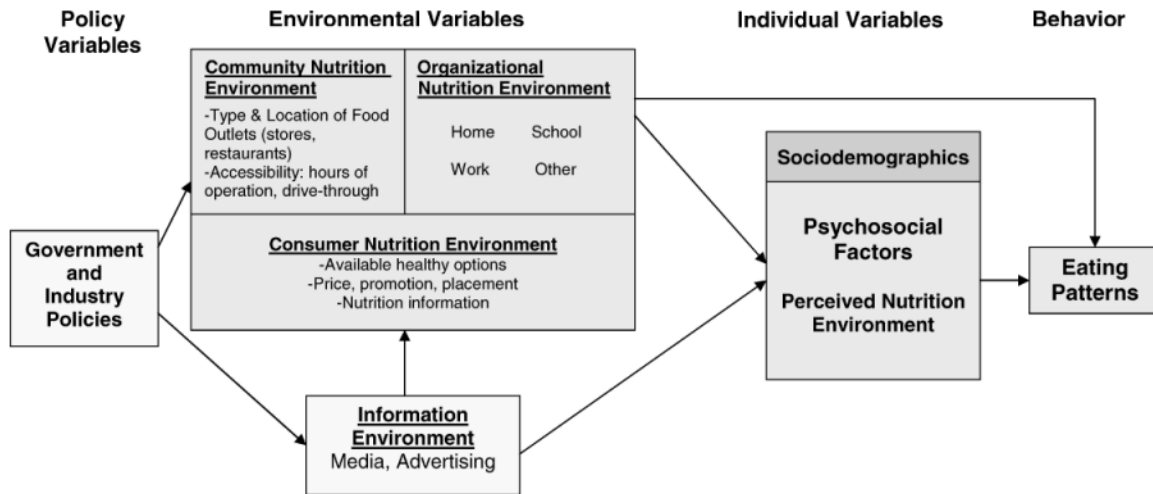 Policy
Variables
Environmental Variables
Individual Variables
Behavior
Community Nutrition
Environment
-Type & Location of Food
Outlets (stores,
restaurants)
-Accessibility: hours of
operation, drive-through
Organizational
Nutrition Environment
Home School
Work Other
Consumer Nutrition Environment
-Available healthy options
-Price, promotion, placement
-Nutrition information
Government
and
Industry
Policies
Information
Environment
Media, Advertising
Sociodemographics
Psychosocial
Factors
Perceived Nutrition
Environment
Eating
Patterns